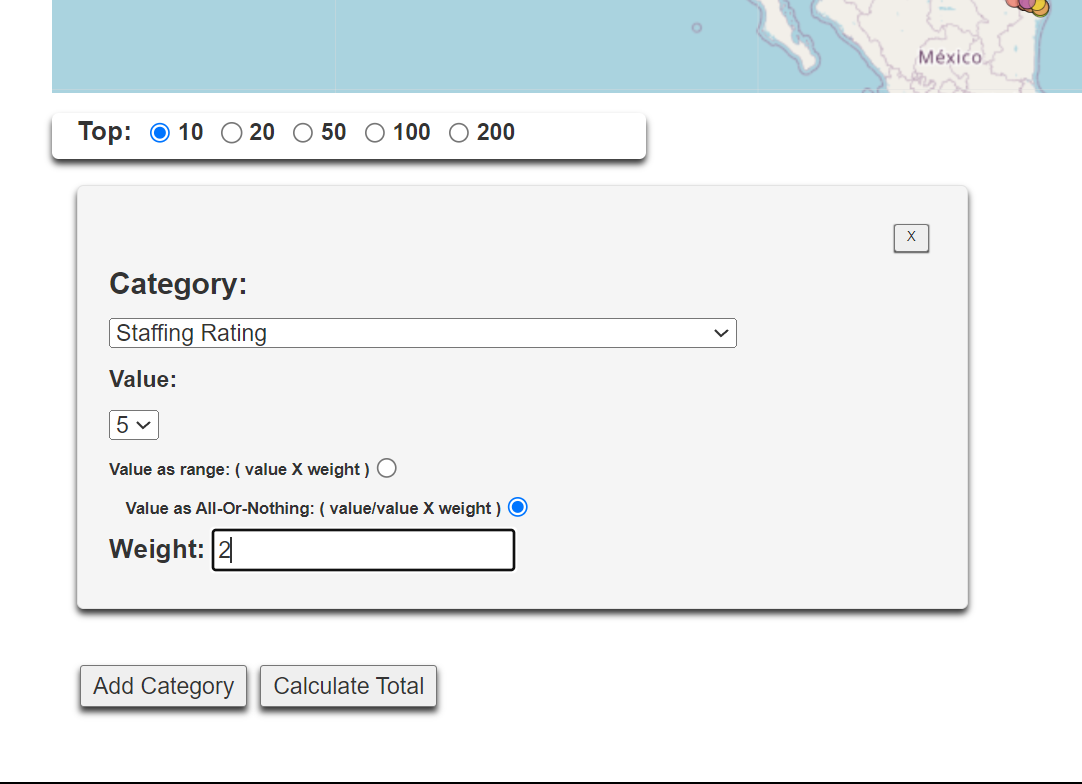 México
Top: 10 20 50 100 200
X
Category:
Staffing Rating
Value:
5
Value as range: ( value X weight )
Value as All-Or-Nothing: ( value/value X weight )
Weight: 2
Add Category Calculate Total